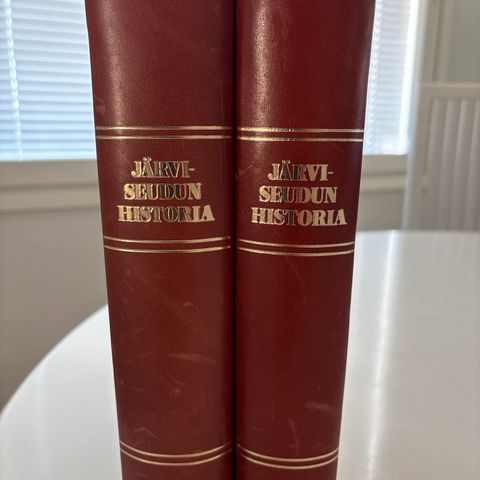 JÄRVI-
SEUDUN
HISTORIA
JÄRVI-
SEUDUN
HISTORIA